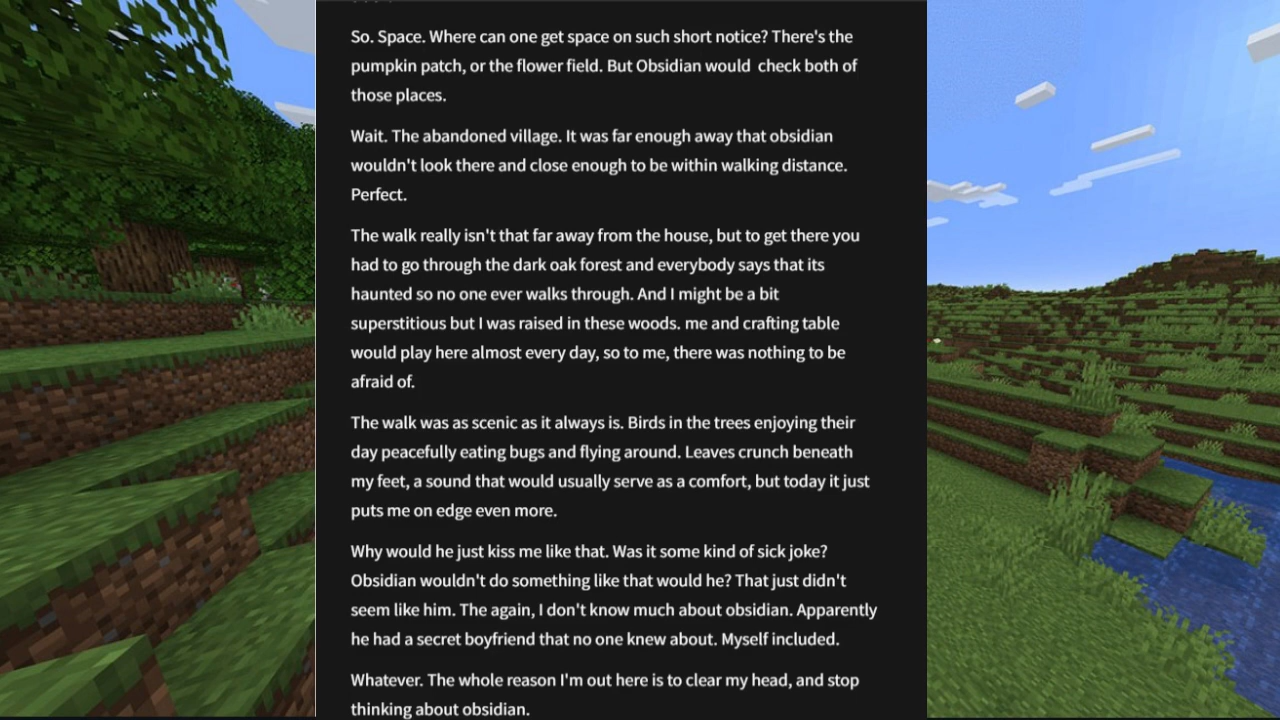 So. Space. Where can one get space on such short notice? There's the
pumpkin patch, or the flower field. But Obsidian would  check both of
those places.
Wait. The abandoned village. It was far enough away that obsidian
wouldn't look there and close enough to be within walking distance.
Perfect.
The walk really isn't that far away from the house, but to get there you
had to go through the dark oak forest and everybody says that its
haunted so no one ever walks through. And I might be a bit
superstitious but I was raised in these woods. me and crafting table
would play here almost every day, so to me, there was nothing to be
afraid of.
The walk was as scenic as it always is. Birds in the trees enjoying their
day peacefully eating bugs and flying around. Leaves crunch beneath
my feet, a sound that would usually serve as a comfort, but today it just
puts me on edge even more.
Why would he just kiss me like that. Was it some kind of sick joke?
Obsidian wouldn't do something like that would he? That just didn't
seem like him. The again, I don't know much about obsidian. Apparently
he had a secret boyfriend that no one knew about. Myself included.
Whatever. The whole reason I'm out here is to clear my head, and stop
thinking about obsidian.